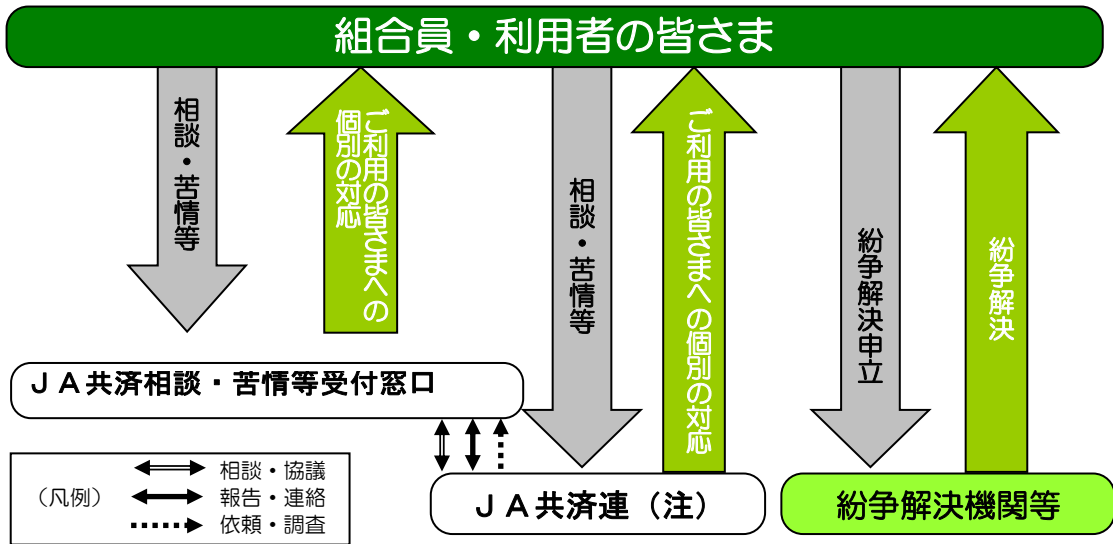 組合員・利用者の皆さま
相談・苦情等
ご利用の皆さまへの
個別の対応
相談・苦情等
ご利用の皆さまへの個別の対応
紛争解決申立
紛争解決
ＪＡ共済相談・苦情等受付窓口
（凡例）
相談・協議
報告・連絡
依頼・調査
ＪＡ共済連（注）
紛争解決機関等